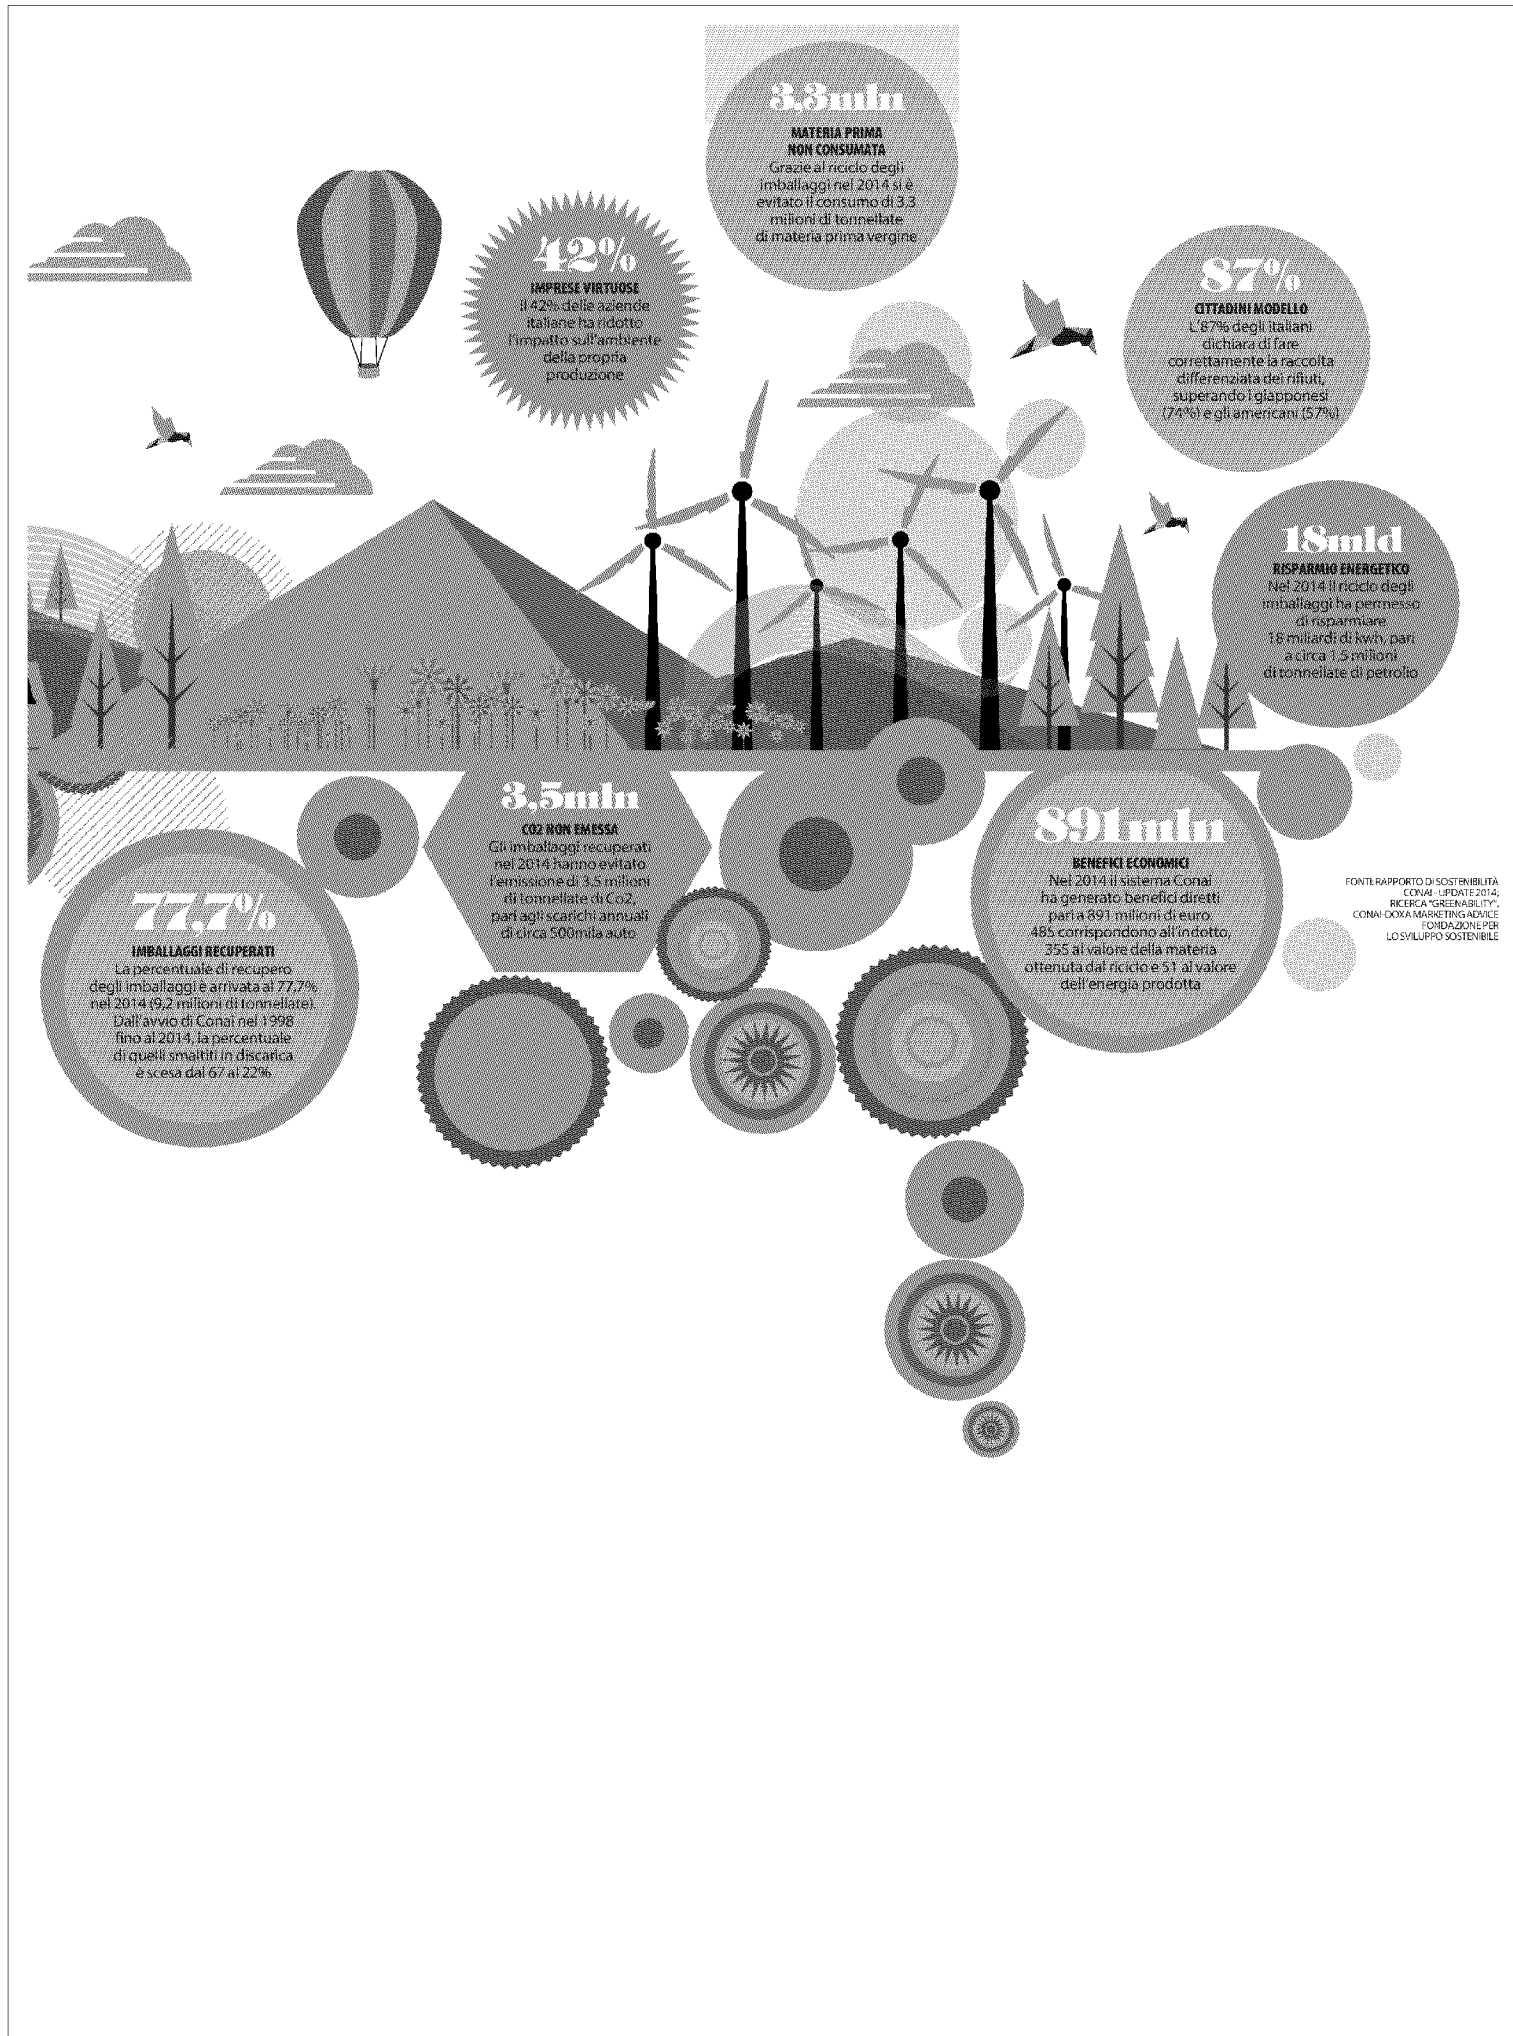 3,3mln
MATERIA PRIMA
NON CONSUMATA
Grazie al riciclo degli
imballaggi nel 2014 si è
evitato il consumo di 3,3
milioni di tonnellate
di materia prima vergine
42%
IMPRESE VIRTUOSE
Il 42% delle aziende
italiane ha ridotto
l'impatto sull'ambiente
della propria
produzione
87%
CITTADINI MODELLO
L'87% degli italiani
dichiara di fare
correttamente la raccolta
differenziata dei rifiuti,
superando i giapponesi
(74%) e gli americani (57%)
18mld
RISPARMIO ENERGETICO
Nel 2014 il riciclo degli
imballaggi ha permesso
di risparmiare
18 miliardi di kwh, pari
a circa 1,5 milioni
di tonnellate di petrolio
3,5mln
CO2 NON EMESSA
Gli imballaggi recuperati
nel 2014 hanno evitato
l'emissione di 3,5 milioni
di tonnellate di Co2,
pari agli scarichi annuali
di circa 500mila auto
891mln
BENEFICI ECONOMICI
Nel 2014 il sistema Conai
ha generato benefici diretti
pari a 891 milioni di euro.
485 corrispondono all'indotto,
355 al valore della materia
ottenuta dal riciclo e 51 al valore
dell'energia prodotta
77,7%
IMBALLAGGI RECUPERATI
La percentuale di recupero
degli imballaggi è arrivata al 77,7%
nel 2014 (9,2 milioni di tonnellate).
Dall'avvio di Conai nel 1998
fino al 2014, la percentuale
di quelli smaltiti in discarica
è scesa dal 67 al 22%
FONTI: RAPPORTO DI SOSTENIBILITÀ
CONAI - UPDATE 2014;
RICERCA "GREENABILITY",
CONAI-DOXA MARKETING ADVICE
FONDAZIONE PER
LO SVILUPPO SOSTENIBILE